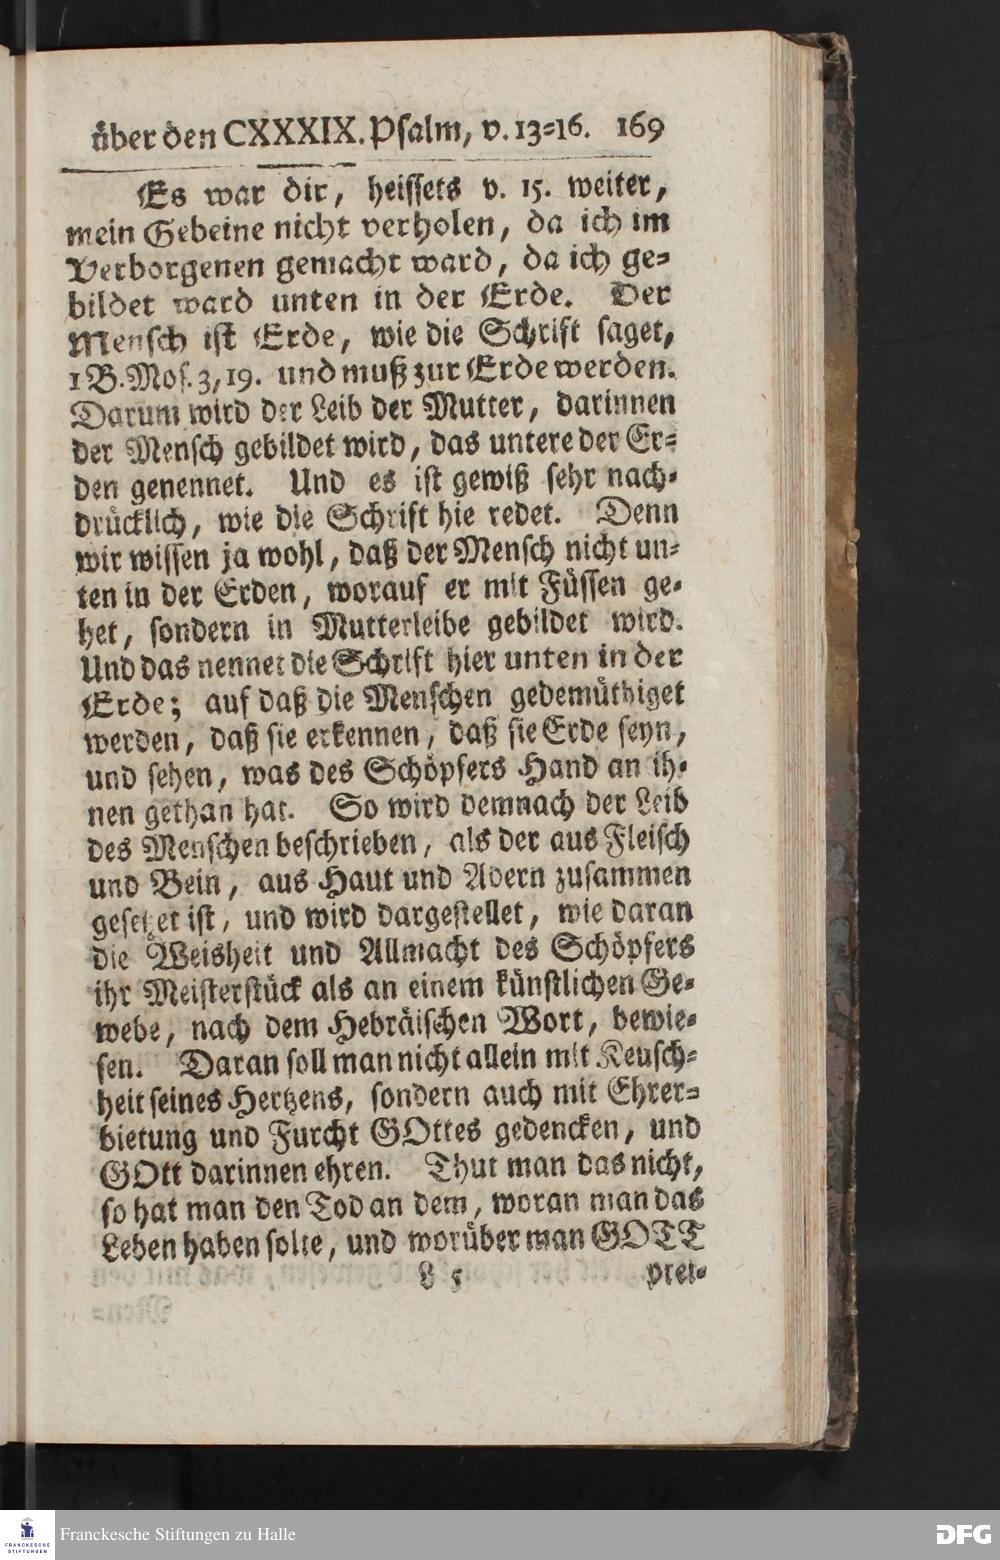 über den CXXXIX. Psalm, v. 13=16. 169
Es war dir, heissets v. 15. weiter,
mein Gebeine nicht verholen, da ich im
Verborgenen gemacht ward, da ich ge=
bildet ward unten in der Erde. Der
Mensch ist Erde, wie die Schrift saget,
1 B. Mos. 3, 19. und muß zur Erde werden.
Darum wird der Leib der Mutter, darinnen
der Mensch gebildet wird, das untere der Er=
den genennet. Und es ist gewiß sehr nach=
drücklich, wie die Schrift hie redet. Denn
wir wissen ja wohl, daß der Mensch nicht un=
ten in der Erden, worauf er mit Füssen ge=
het, sondern in Mutterleibe gebildet wird.
Und das nennet die Schrift hier unten in der
Erde; auf daß die Menschen gedemüthiget
werden, daß sie erkennen, daß sie Erde seyn,
und sehen, was des Schöpfers Hand an ih=
nen gethan hat. So wird demnach der Leib
des Menschen beschrieben, als der aus Fleisch
und Bein, aus Haut und Adern zusammen
gesetzet ist, und wird dargestellet, wie daran
die Weisheit und Allmacht des Schöpfers
ihr Meisterstück als an einem künstlichen Ge=
webe, nach dem Hebräischen Wort, bewie=
sen. Daran soll man nicht allein mit Keusch=
heit seines Hertzens, sondern auch mit Ehrer=
bietung und Furcht GOttes gedencken, und
GOtt darinnen ehren. Thut man das nicht,
so hat man den Tod an dem, woran man das
Leben haben solte, und worüber man GOTT
L 5 prei=
FRANCKESCHE
STIFTUNGEN
Franckesche Stiftungen zu Halle
DFG